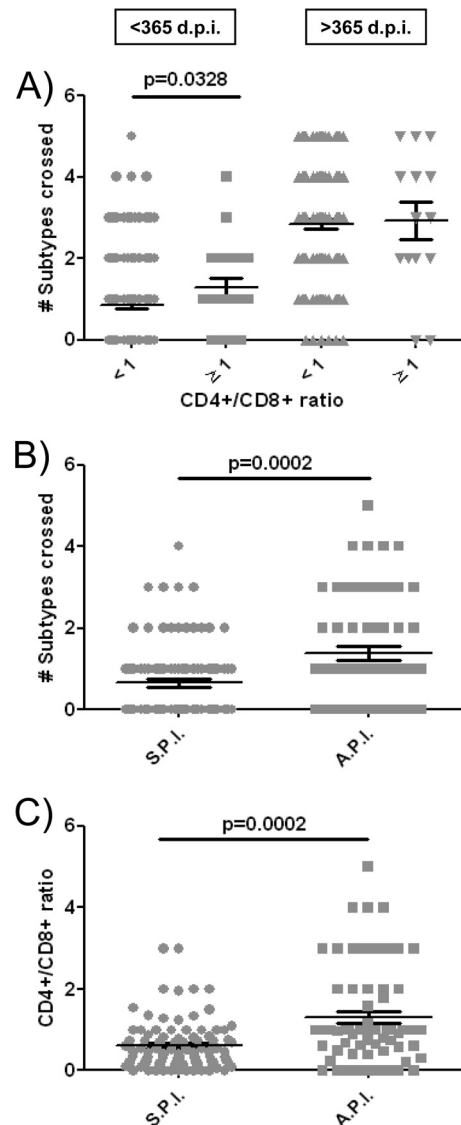 <365 d.p.i. >365 d.p.i.
A)
p=0.0328
6
4
2
0
# Subtypes crossed
<1 ≥1 <1 ≥1
CD4+/CD8+ ratio
B)
p=0.0002
6
4
2
0
# Subtypes crossed
S.P.I. A.P.I.
C)
p=0.0002
6
4
2
0
CD4+/CD8+ ratio
S.P.I. A.P.I.